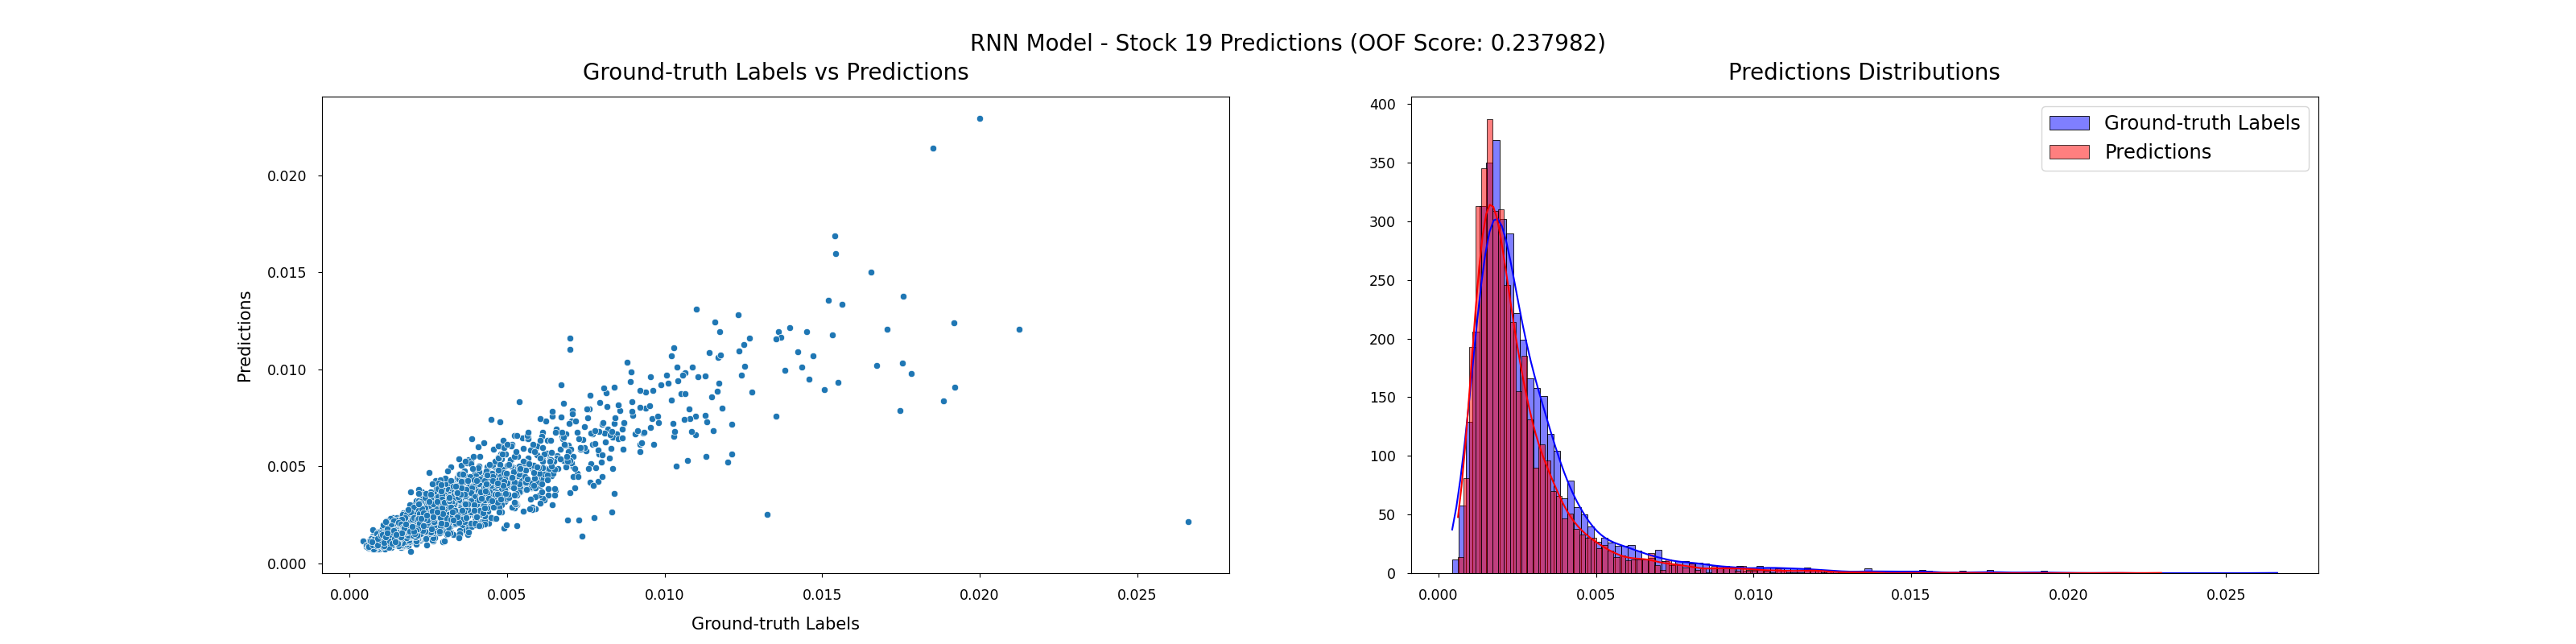 RNN Model - Stock 19 Predictions (OOF Score: 0.237982)
Ground-truth Labels vs Predictions
Predictions
0.020
0.015
0.010
0.005
0.000
0.000 0.005 0.010 0.015 0.020 0.025
Ground-truth Labels
Predictions Distributions
400
350
300
250
200
150
100
50
0
0.000 0.005 0.010 0.015 0.020 0.025
Ground-truth Labels
Predictions